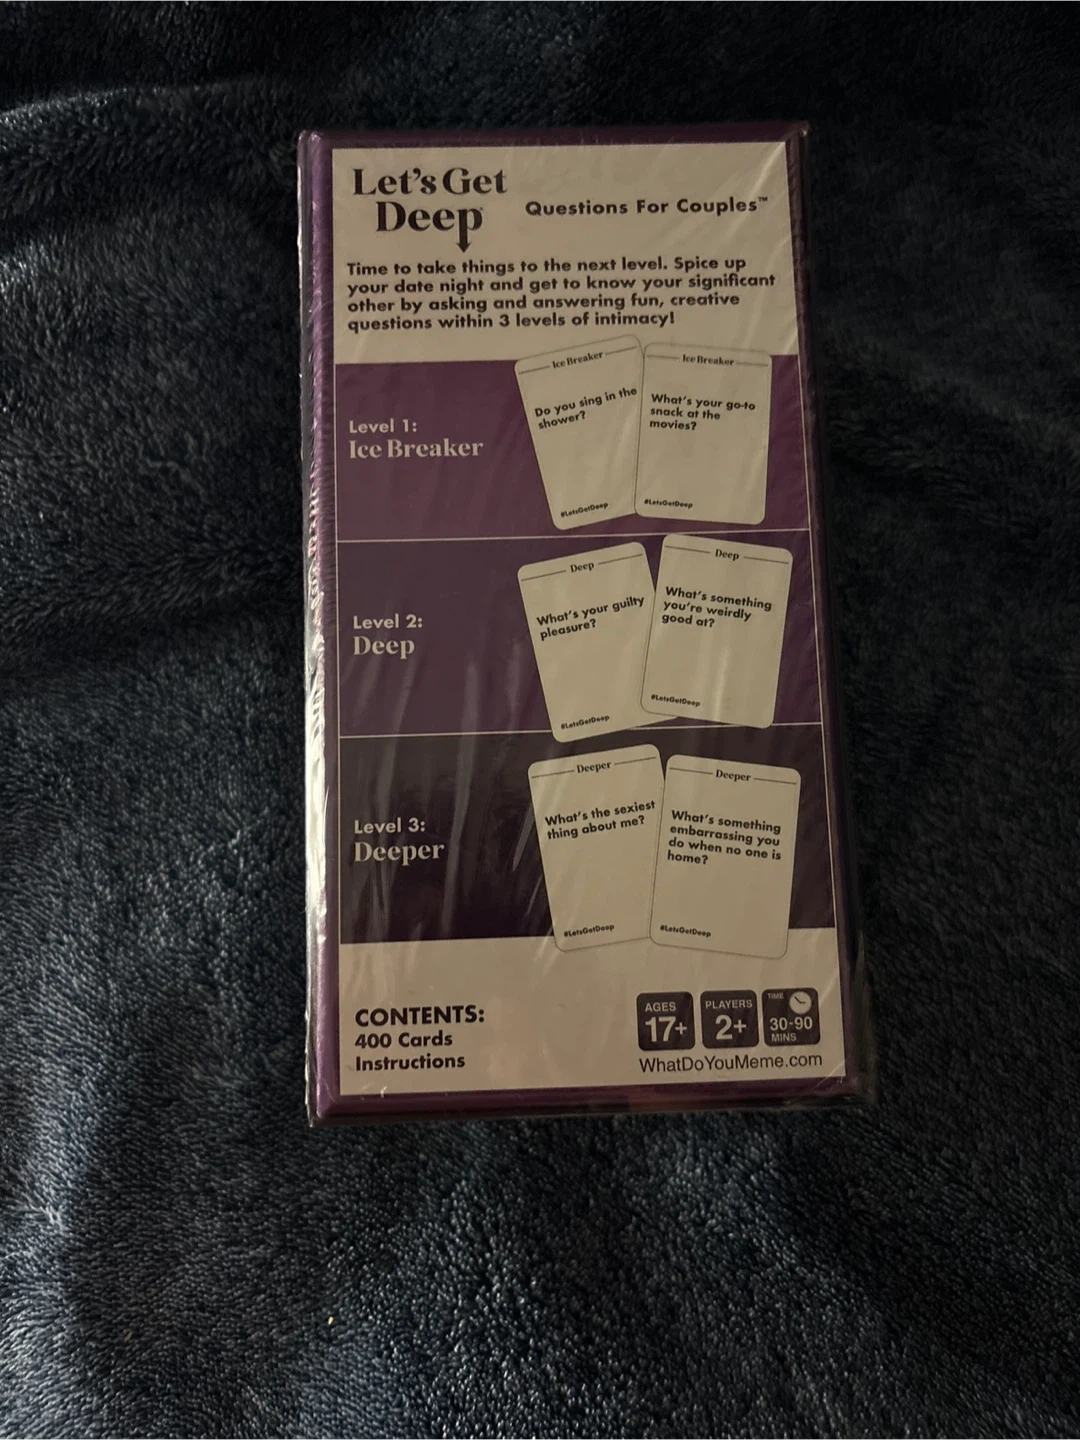 Let's Get
Deep
Questions For Couples™
Time to take things to the next level. Spice up
your date night and get to know your significant
other by asking and answering fun, creative
questions within 3 levels of intimacy!
Level 1:
Ice Breaker
Ice Breaker
Do you sing in the
shower?
#LetsGetDeep
Ice Breaker
What's your go-to
snack at the
movies?
#LetsGetDeep
Level 2:
Deep
Deep
What's your guilty
pleasure?
#LetsGetDeep
Deep
What's something
you're weirdly
good at?
#LetsGetDeep
Level 3:
Deeper
Deeper
What's the sexiest
thing about me?
#LetsGetDeep
Deeper
What's something
embarrassing you
do when no one is
home?
#LetsGetDeep
CONTENTS:
400 Cards
Instructions
AGES
17+
PLAYERS
2+
TIME
30-90
MINS
WhatDoYouMeme.com